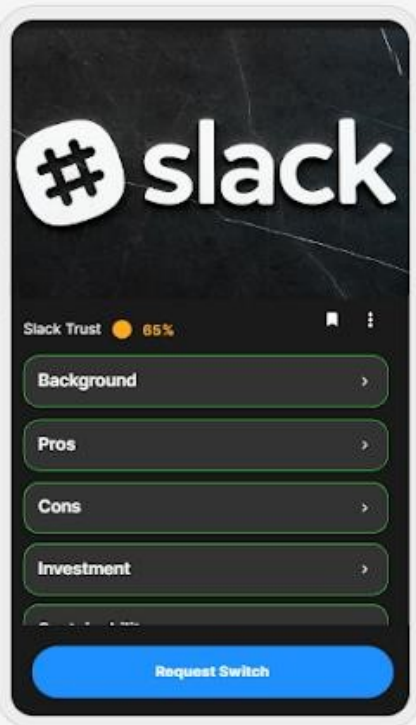 slack
Slack Trust 65%
Background
Pros
Cons
Investment
Request Switch